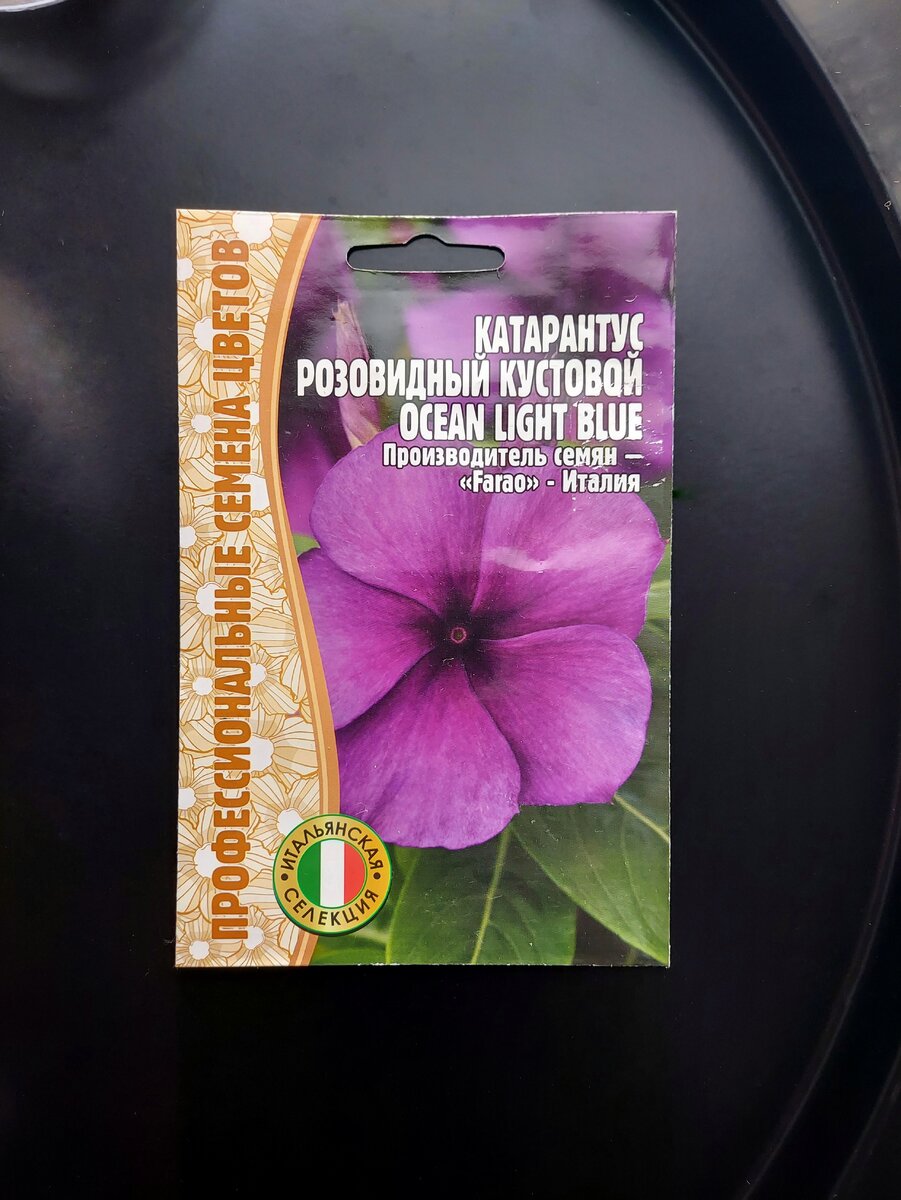 ПРОФЕССИОНАЛЬНЫЕ СЕМЕНА ЦВЕТОВ
КАТАРАНТУС
РОЗОВИДНЫЙ КУСТОВОЙ
OCEAN LIGHT BLUE
Производитель семян –
«Farao» - Италия
• ИТАЛЬЯНСКАЯ •
СЕЛЕКЦИЯ